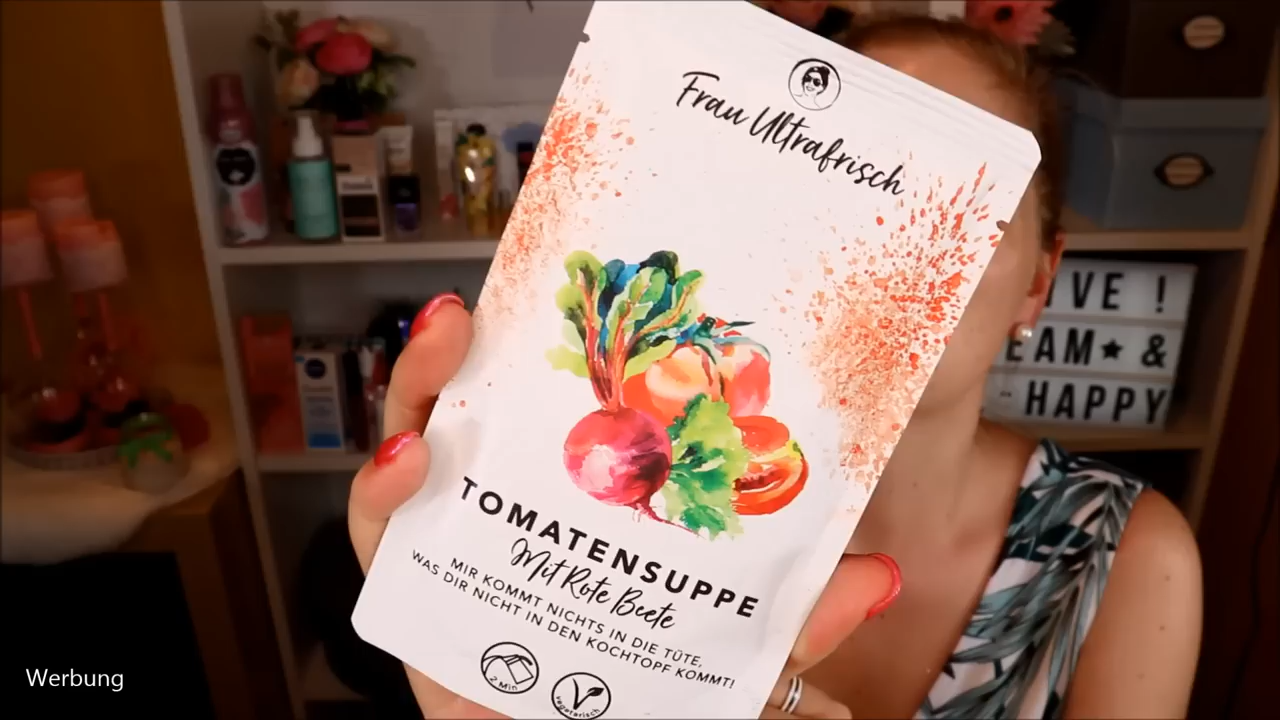 Frau Ultrafrisch
TOMATENSUPPE
Mit Rote Beete
MIR KOMMT NICHTS IN DIE TÜTE,
WAS DIR NICHT IN DEN KOCHTOPF KOMMT!
2 Min
vegetarisch
IVE !
EAM ★ &
HAPPY
Werbung